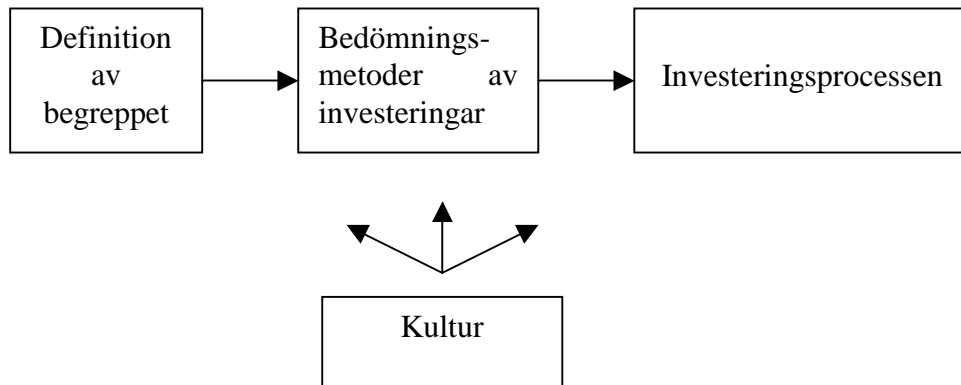 Definition
av
begreppet
Bedömnings-
metoder av
investeringar
Investeringsprocessen
Kultur